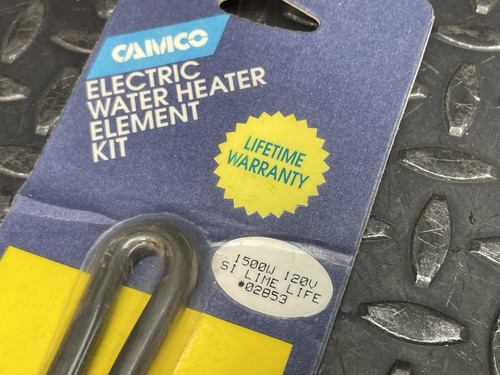 CAMCO
ELECTRIC
WATER HEATER
ELEMENT
KIT
LIFETIME
WARRANTY
1500W 120V
SI LIME LIFE
#02853